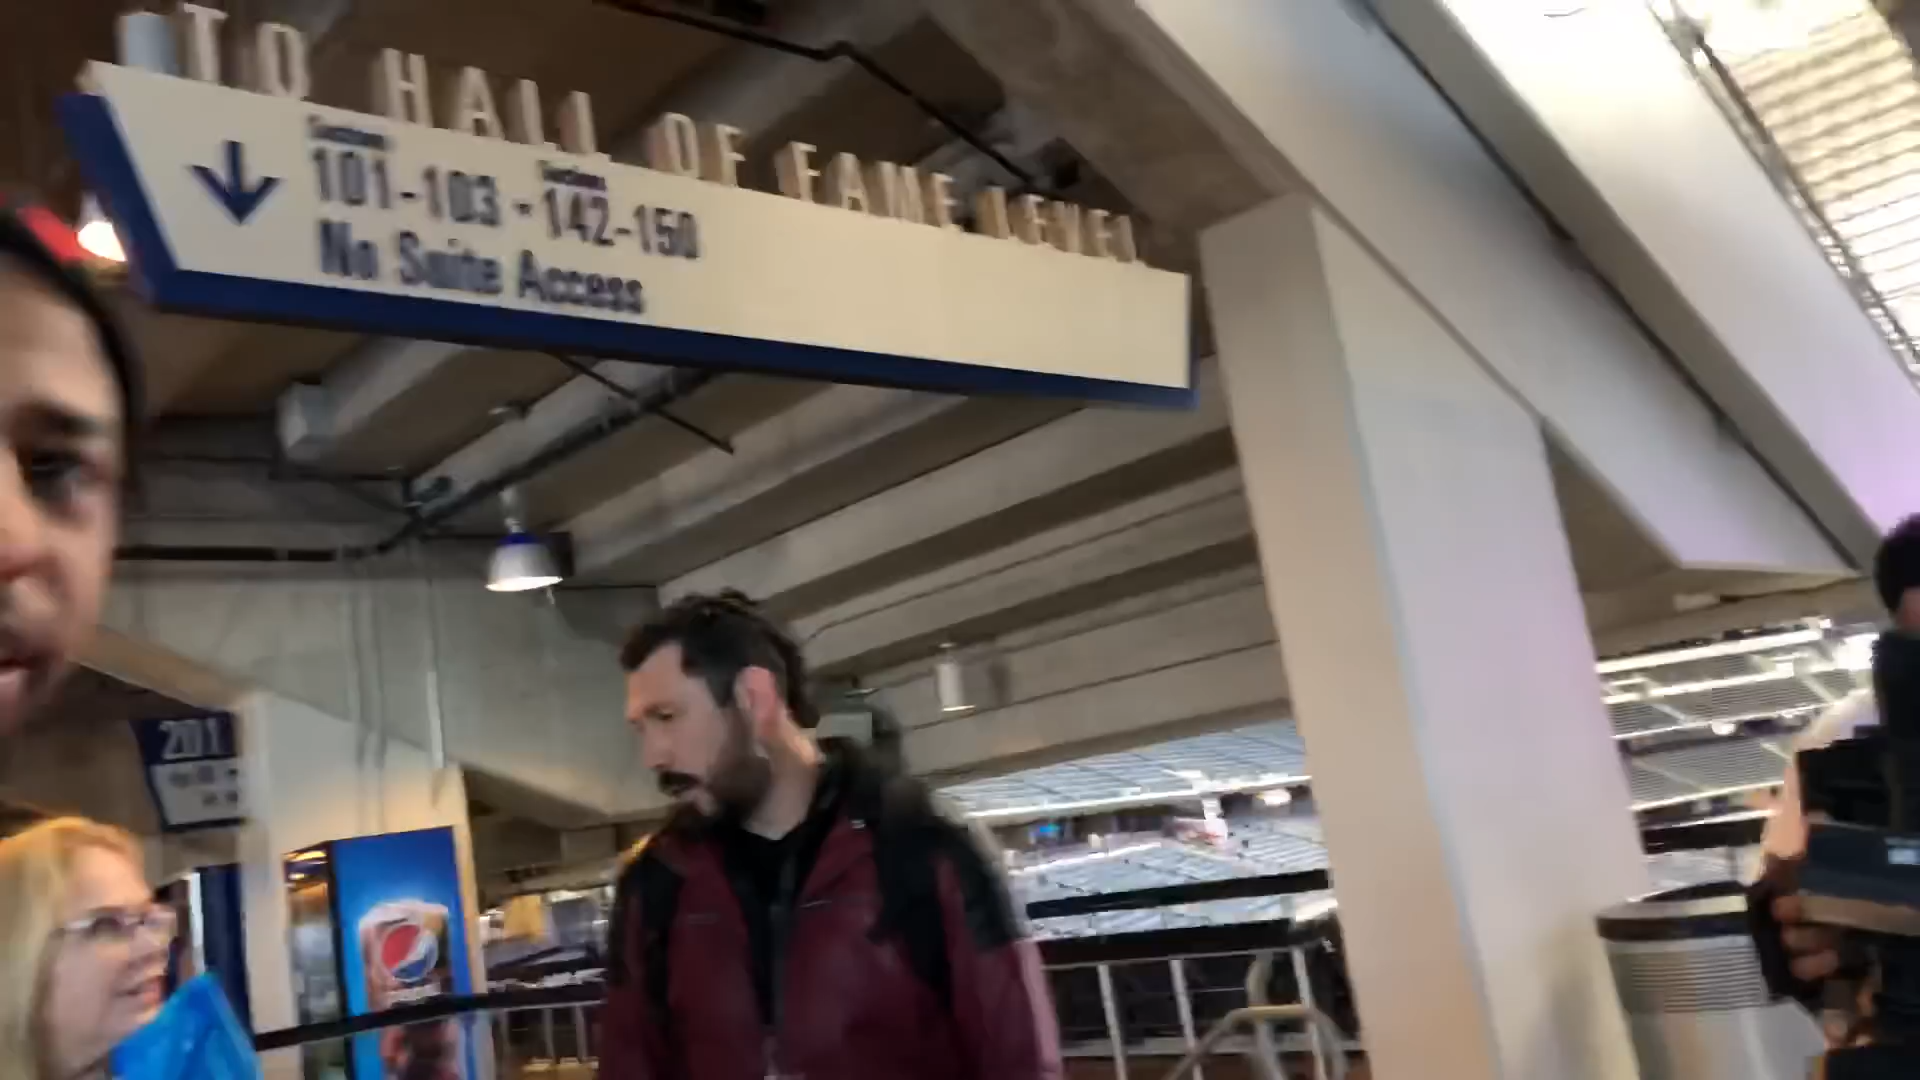 TO HALL OF FAME LEVEL
Sections Sections
101-103 - 142-150
No Suite Access
201